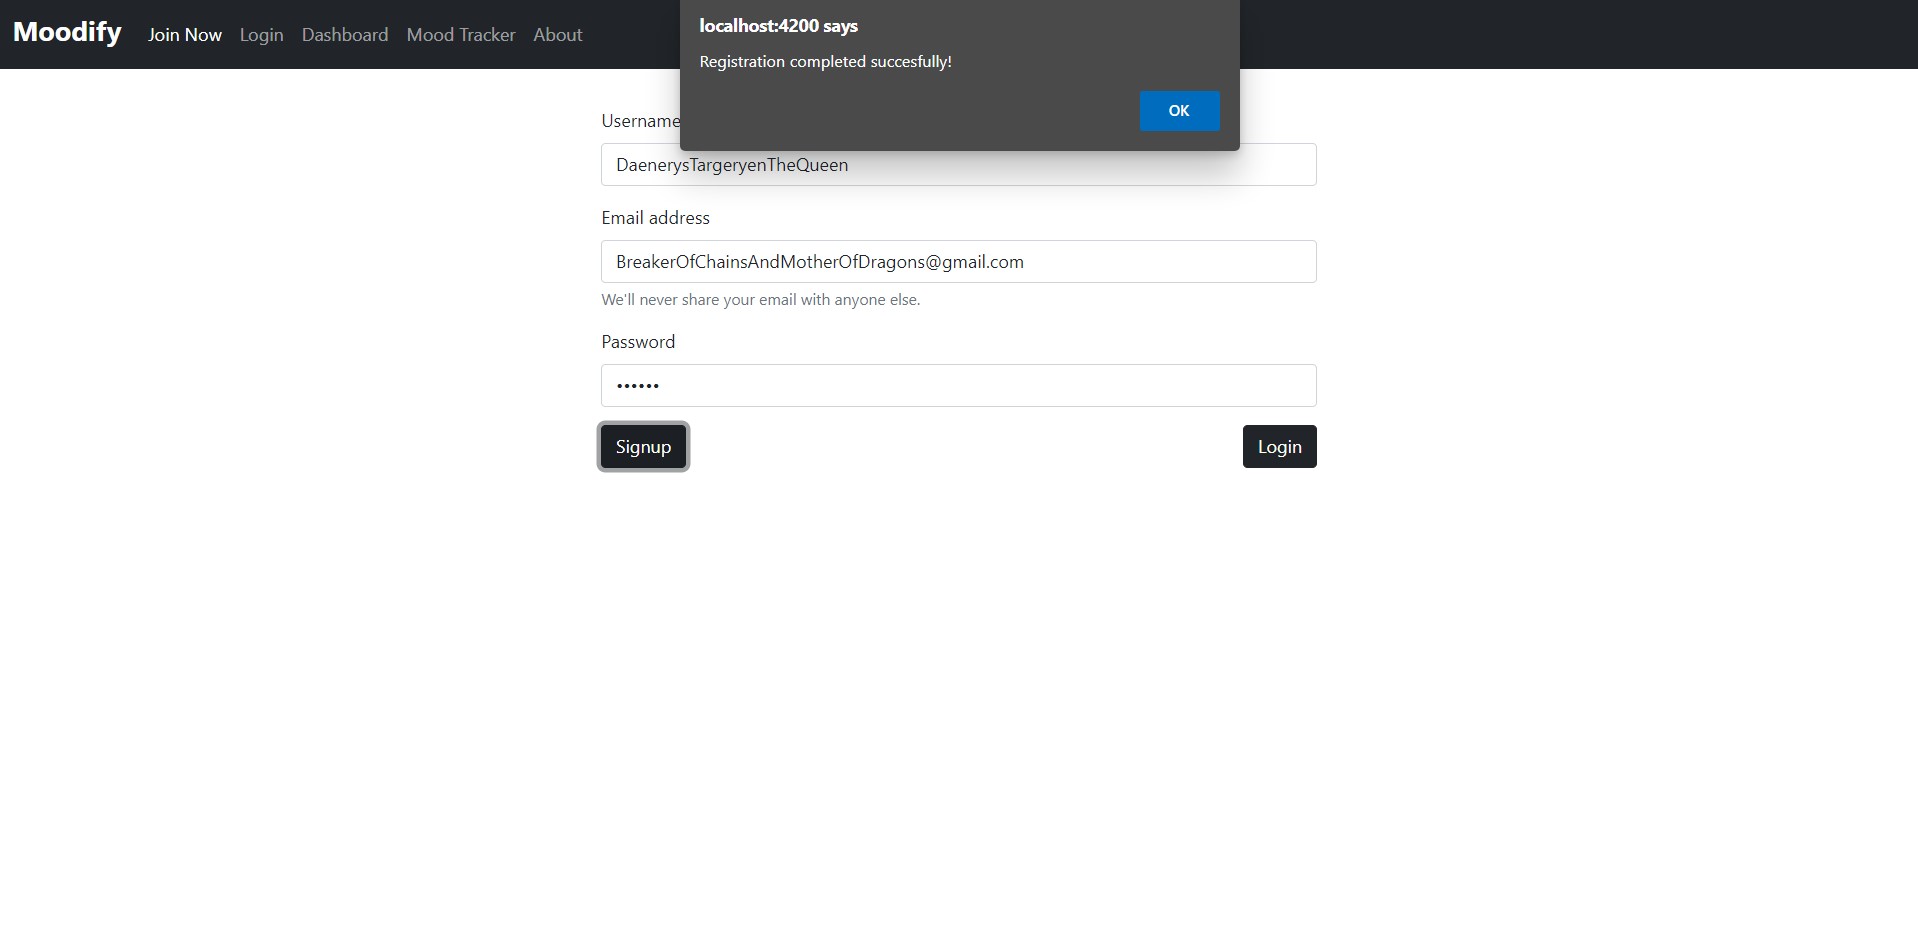 Moodify Join Now Login Dashboard Mood Tracker About
localhost:4200 says
Registration completed succesfully!
OK
Username
DaenerysTargeryenTheQueen
Email address
BreakerOfChainsAndMotherOfDragons@gmail.com
We'll never share your email with anyone else.
Password
••••••
Signup Login